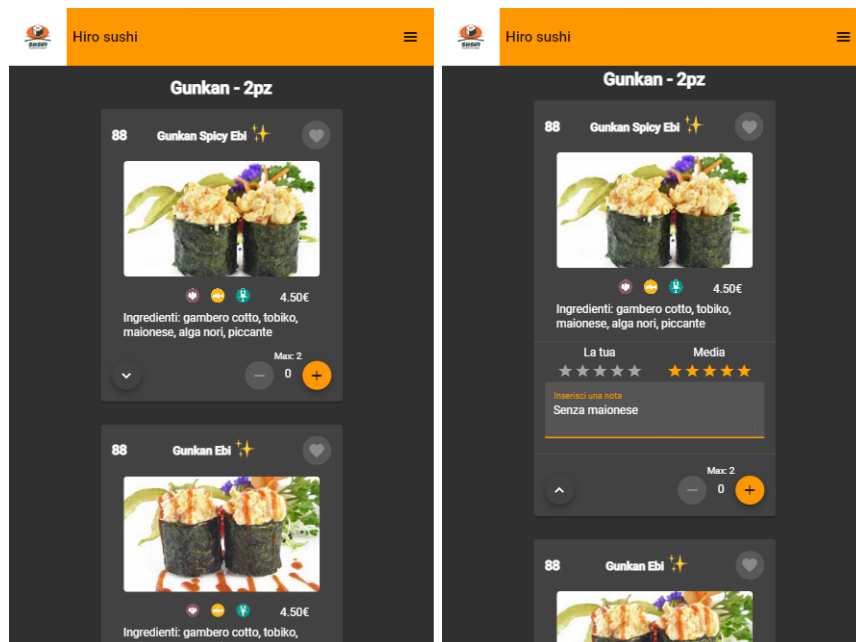 Hiro sushi
Gunkan - 2pz
88 Gunkan Spicy Ebi
4.50€
Ingredienti: gambero cotto, tobiko,
maionese, alga nori, piccante
Max: 2
0
88 Gunkan Ebi
4.50€
Ingredienti: gambero cotto, tobiko,
Hiro sushi
Gunkan - 2pz
88 Gunkan Spicy Ebi
4.50€
Ingredienti: gambero cotto, tobiko,
maionese, alga nori, piccante
La tua Media
Inserisci una nota
Senza maionese
Max: 2
0
88 Gunkan Ebi